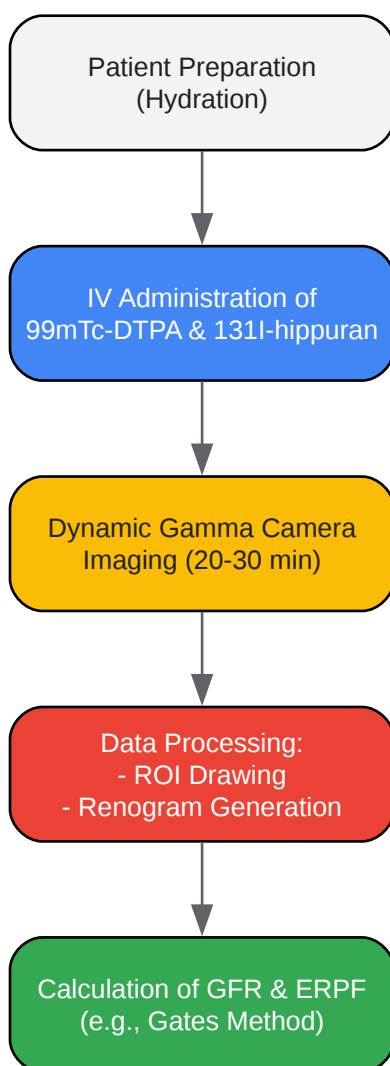 Patient Preparation
(Hydration)
IV Administration of
99mTc-DTPA & 131I-hippuran
Dynamic Gamma Camera
Imaging (20-30 min)
Data Processing:
- ROI Drawing
- Renogram Generation
Calculation of GFR & ERPF
(e.g., Gates Method)